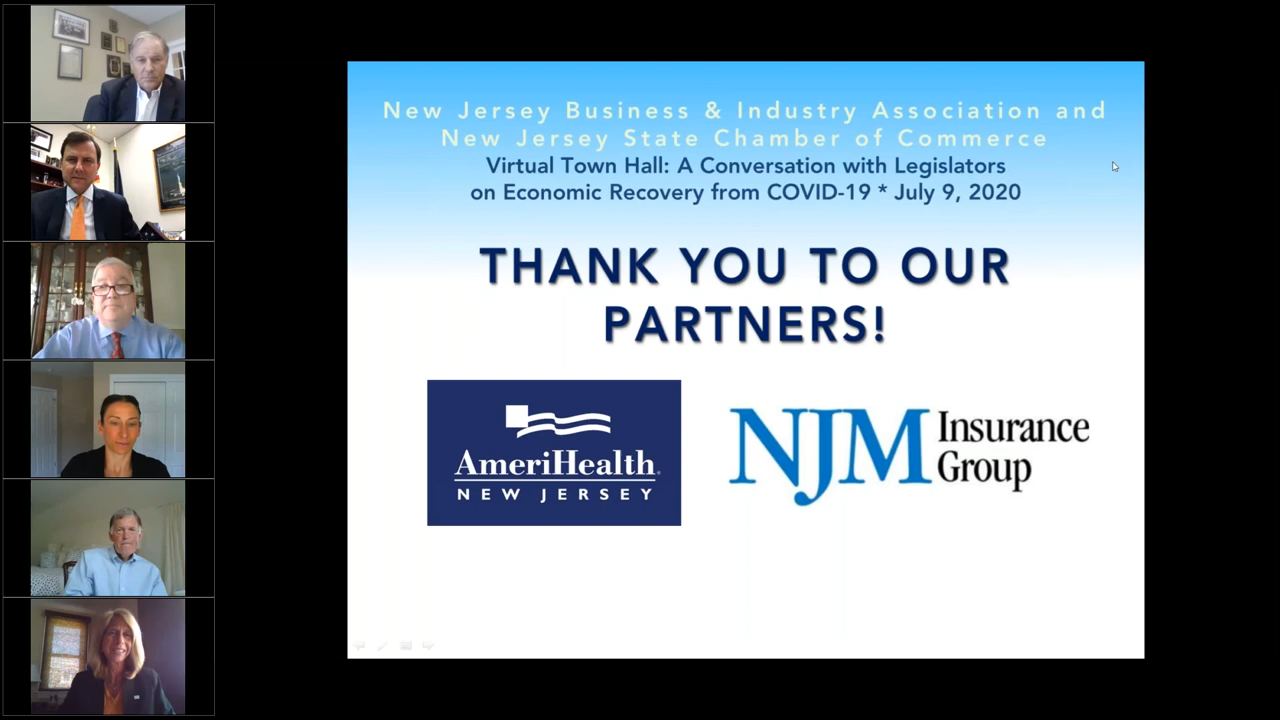 New Jersey Business & Industry Association and
New Jersey State Chamber of Commerce
Virtual Town Hall: A Conversation with Legislators
on Economic Recovery from COVID-19 * July 9, 2020
THANK YOU TO OUR
PARTNERS!
AmeriHealth®
NEW JERSEY
NJM Insurance
Group